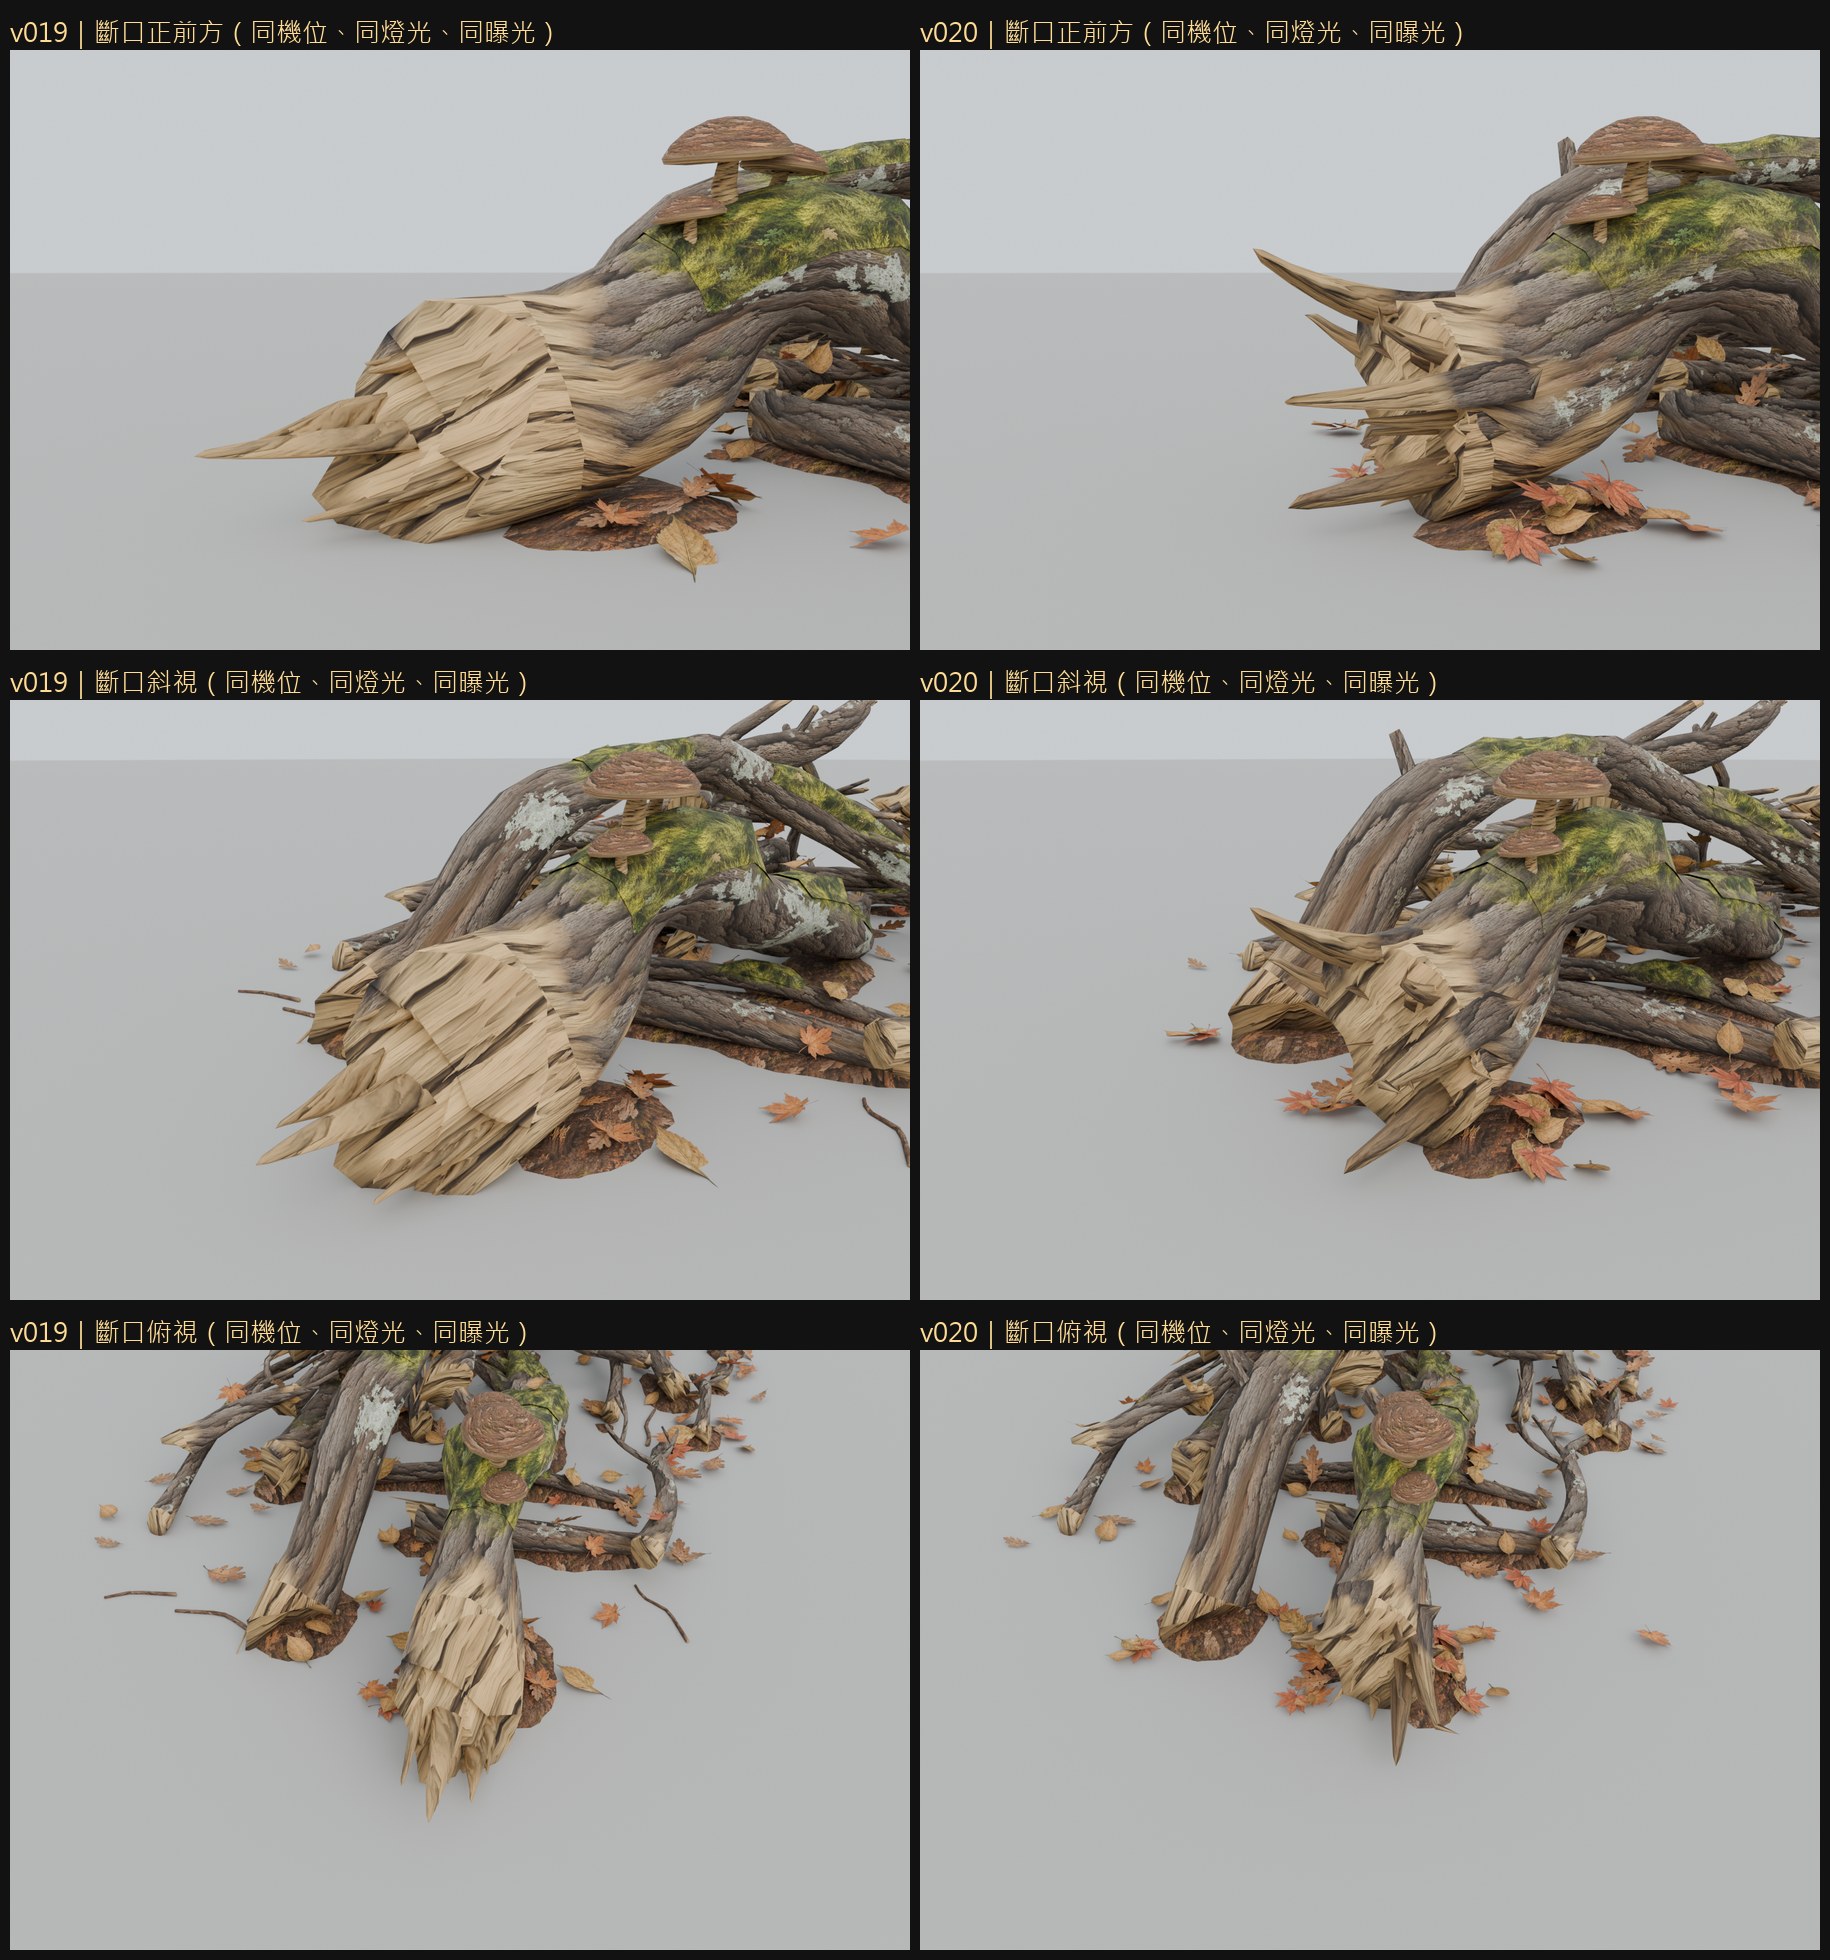 v019｜斷口正前方（同機位、同燈光、同曝光）
v020｜斷口正前方（同機位、同燈光、同曝光）
v019｜斷口斜視（同機位、同燈光、同曝光）
v020｜斷口斜視（同機位、同燈光、同曝光）
v019｜斷口俯視（同機位、同燈光、同曝光）
v020｜斷口俯視（同機位、同燈光、同曝光）